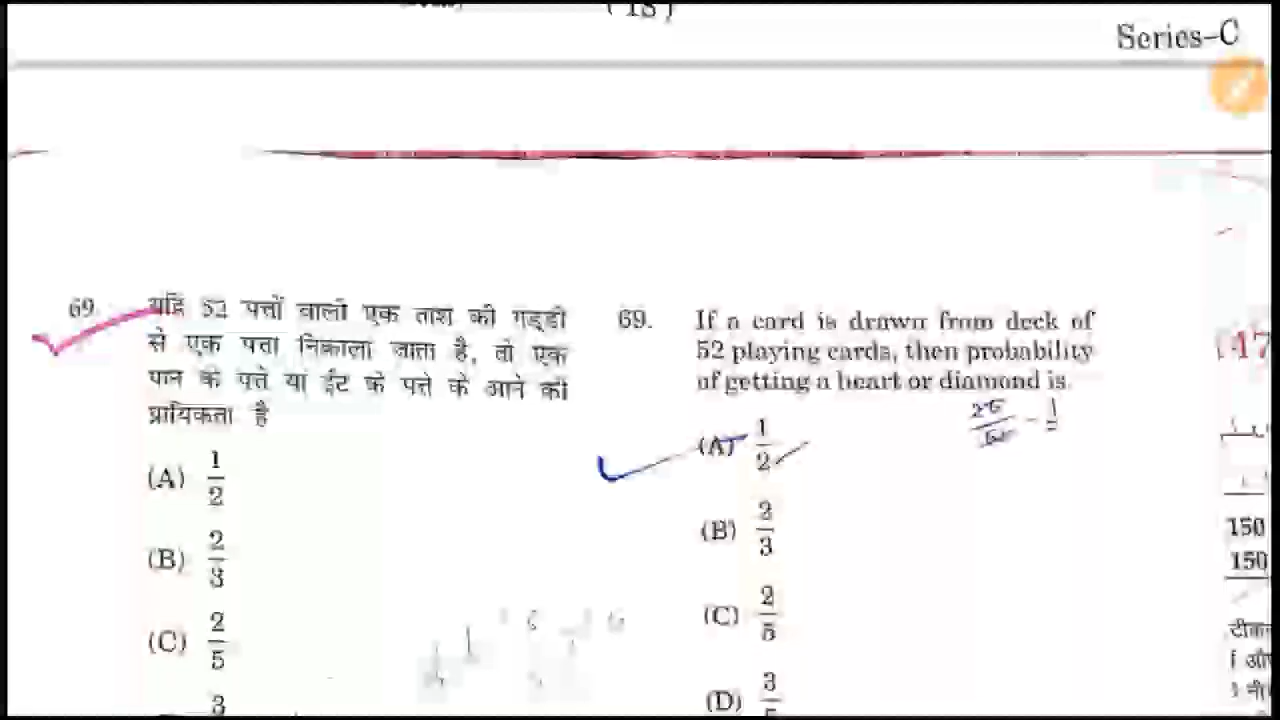 Series-C
69. यदि 52 पत्तों वाली एक ताश की गड्डी
से एक पत्ता निकाला जाता है, तो एक
पान के पत्ते या ईंट के पत्ते के आने की
प्रायिकता है
(A) 1/2
(B) 2/3
(C) 2/5
3
69. If a card is drawn from deck of
52 playing cards, then probability
of getting a heart or diamond is
(A) 1/2
(B) 2/3
(C) 2/5
(D) 3/5
150
150